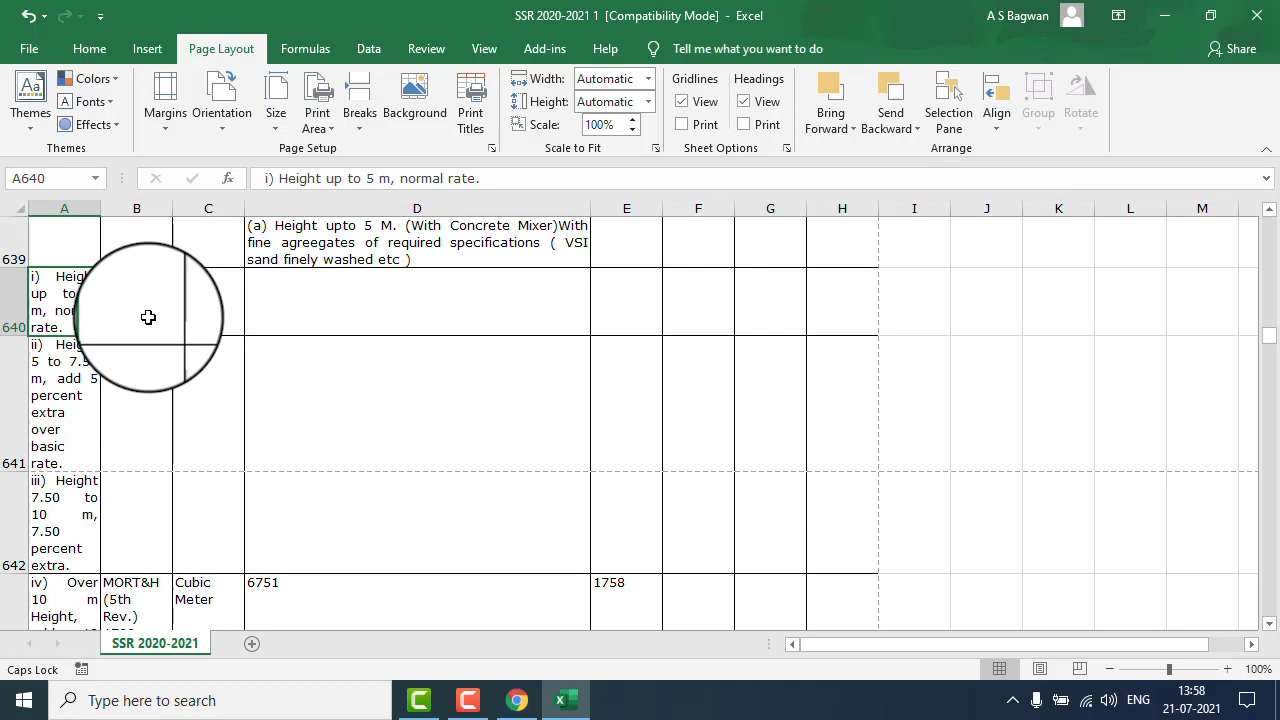 SSR 2020-2021 1 [Compatibility Mode] - Excel
A S Bagwan
File
Home
Insert
Page Layout
Formulas
Data
Review
View
Add-ins
Help
Tell me what you want to do
Share
Themes
Colors
Fonts
Effects
Themes
Margins
Orientation
Size
Print
Area
Breaks
Background
Print
Titles
Page Setup
Width:
Automatic
Height:
Automatic
Scale:
100%
Scale to Fit
Gridlines
View
Print
Headings
View
Print
Sheet Options
Bring
Forward
Send
Backward
Selection
Pane
Align
Group
Rotate
Arrange
A640
fx
i) Height up to 5 m, normal rate.
A B C D E F G H I J K L M
639
(a) Height upto 5 M. (With Concrete Mixer)With
fine agreegates of required specifications ( VSI
sand finely washed etc )
640
i)
up to
m,
rate.
641
ii)
5 to
m, add 5
percent
extra
over
basic
rate.
642
iii) Height
7.50 to
10 m,
7.50
percent
extra.
iv) Over
10 m
Height,
MORT&H
(5th
Rev.)
Cubic
Meter
6751
1758
SSR 2020-2021
Caps Lock
100%
Type here to search
ENG
13:58
21-07-2021